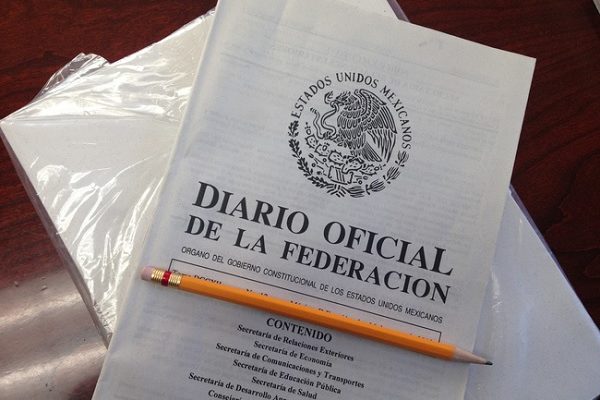 ESTADOS UNIDOS MEXICANOS
DIARIO OFICIAL
DE LA FEDERACION
ORGANO DEL GOBIERNO CONSTITUCIONAL DE LOS ESTADOS UNIDOS MEXICANOS
CONTENIDO
Secretaría de Relaciones Exteriores
Secretaría de Economía
Secretaría de Comunicaciones y Transportes
Secretaría de Educación Pública
Secretaría de Salud
Secretaría de Desarrollo